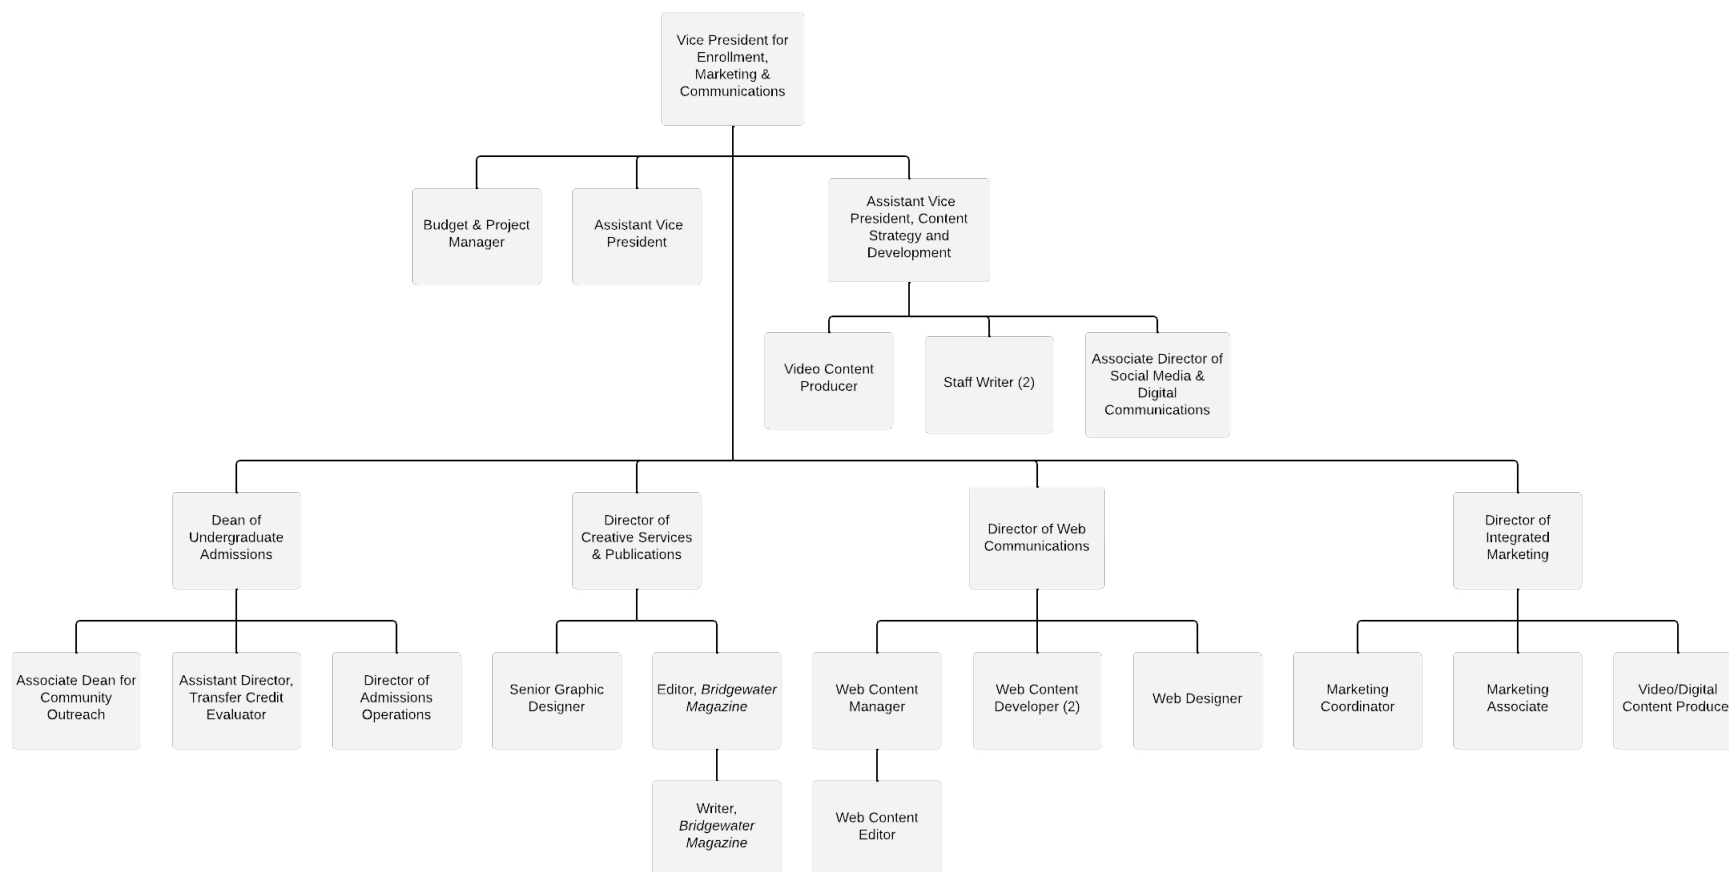 Vice President for
Enrollment,
Marketing &
Communications
Budget & Project
Manager
Assistant Vice
President
Assistant Vice
President, Content
Strategy and
Development
Video Content
Producer
Staff Writer (2)
Associate Director of
Social Media &
Digital
Communications
Dean of
Undergraduate
Admissions
Director of
Creative Services
& Publications
Director of Web
Communications
Director of
Integrated
Marketing
Associate Dean for
Community
Outreach
Assistant Director,
Transfer Credit
Evaluator
Director of
Admissions
Operations
Senior Graphic
Designer
Editor, Bridgewater
Magazine
Web Content
Manager
Web Content
Developer (2)
Web Designer
Marketing
Coordinator
Marketing
Associate
Video/Digital
Content Produce
Writer,
Bridgewater
Magazine
Web Content
Editor